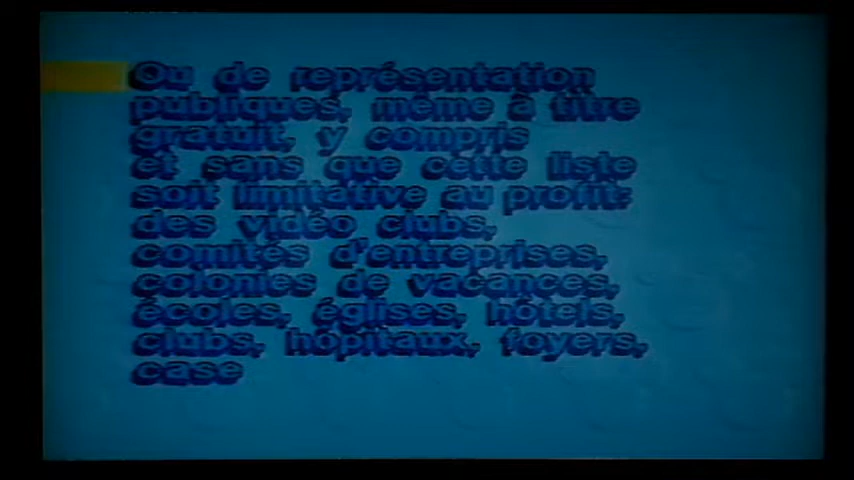 Ou de représentation
publiques, même à titre
gratuit, y compris
et sans que cette liste
soit limitative au profit:
des vidéo clubs,
comités d'entreprises,
colonies de vacances,
écoles, églises, hôtels,
clubs, hôpitaux, foyers,
case